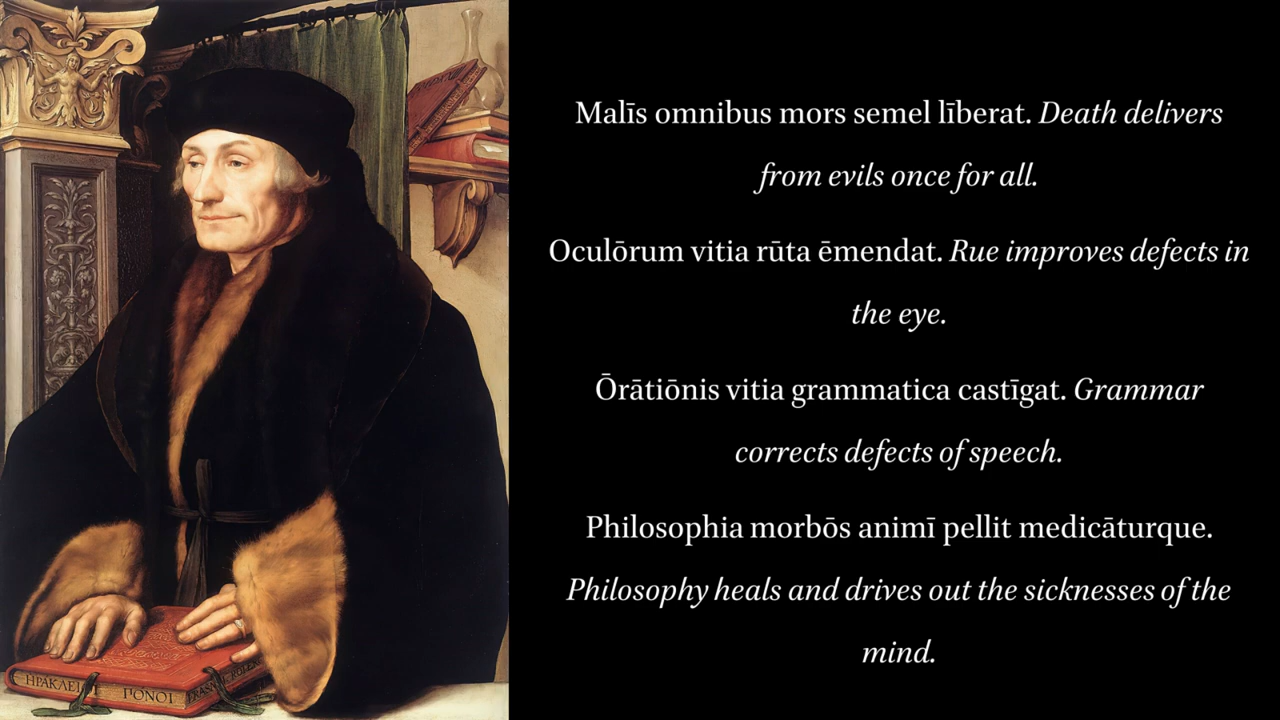 Malīs omnibus mors semel līberat. Death delivers
from evils once for all.
Oculōrum vitia rūta ēmendat. Rue improves defects in
the eye.
Ōrātiōnis vitia grammatica castīgat. Grammar
corrects defects of speech.
Philosophia morbōs animī pellit medicāturque.
Philosophy heals and drives out the sicknesses of the
mind.
ΗΡΑΚΛΕΙ ΠΟΝΟΙ